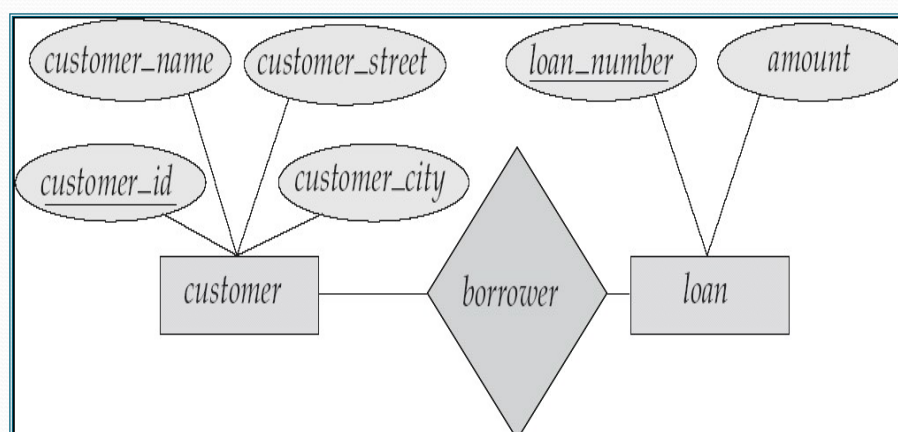 customer_name
customer_street
loan_number
amount
customer_id
customer_city
customer
borrower
loan